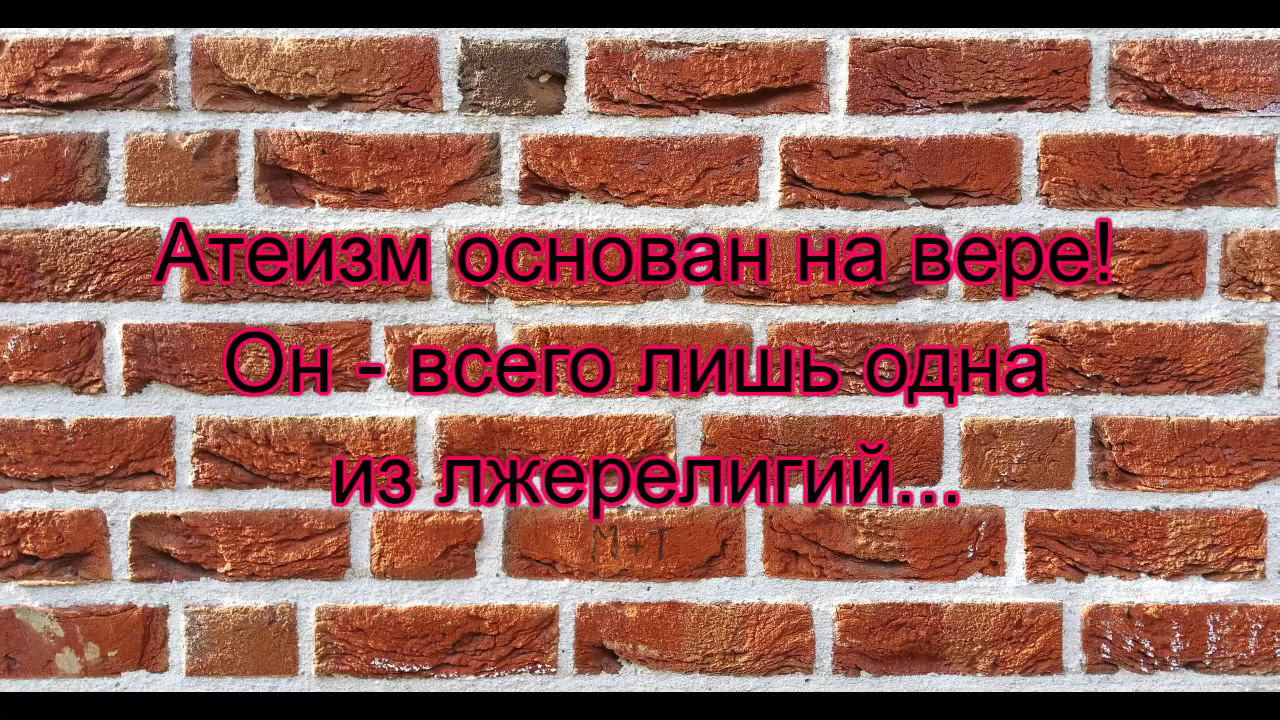 Атеизм основан на вере!
Он - всего лишь одна
из лжерелигий...
М+Т